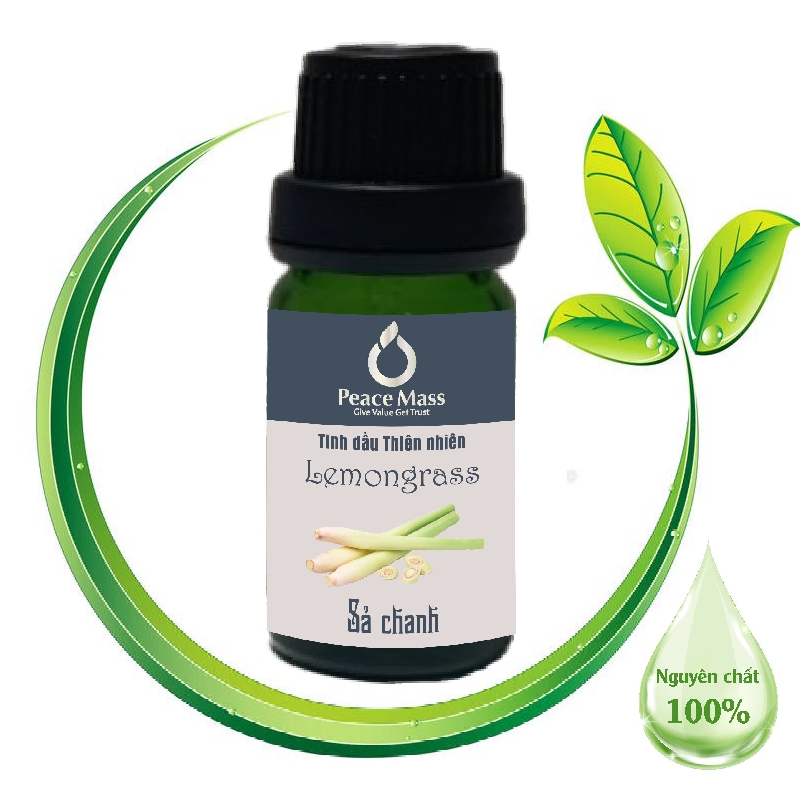 Peace Mass
Give Value Get Trust
Tinh dầu Thiên nhiên
Lemongrass
Sả chanh
Nguyên chất
100%